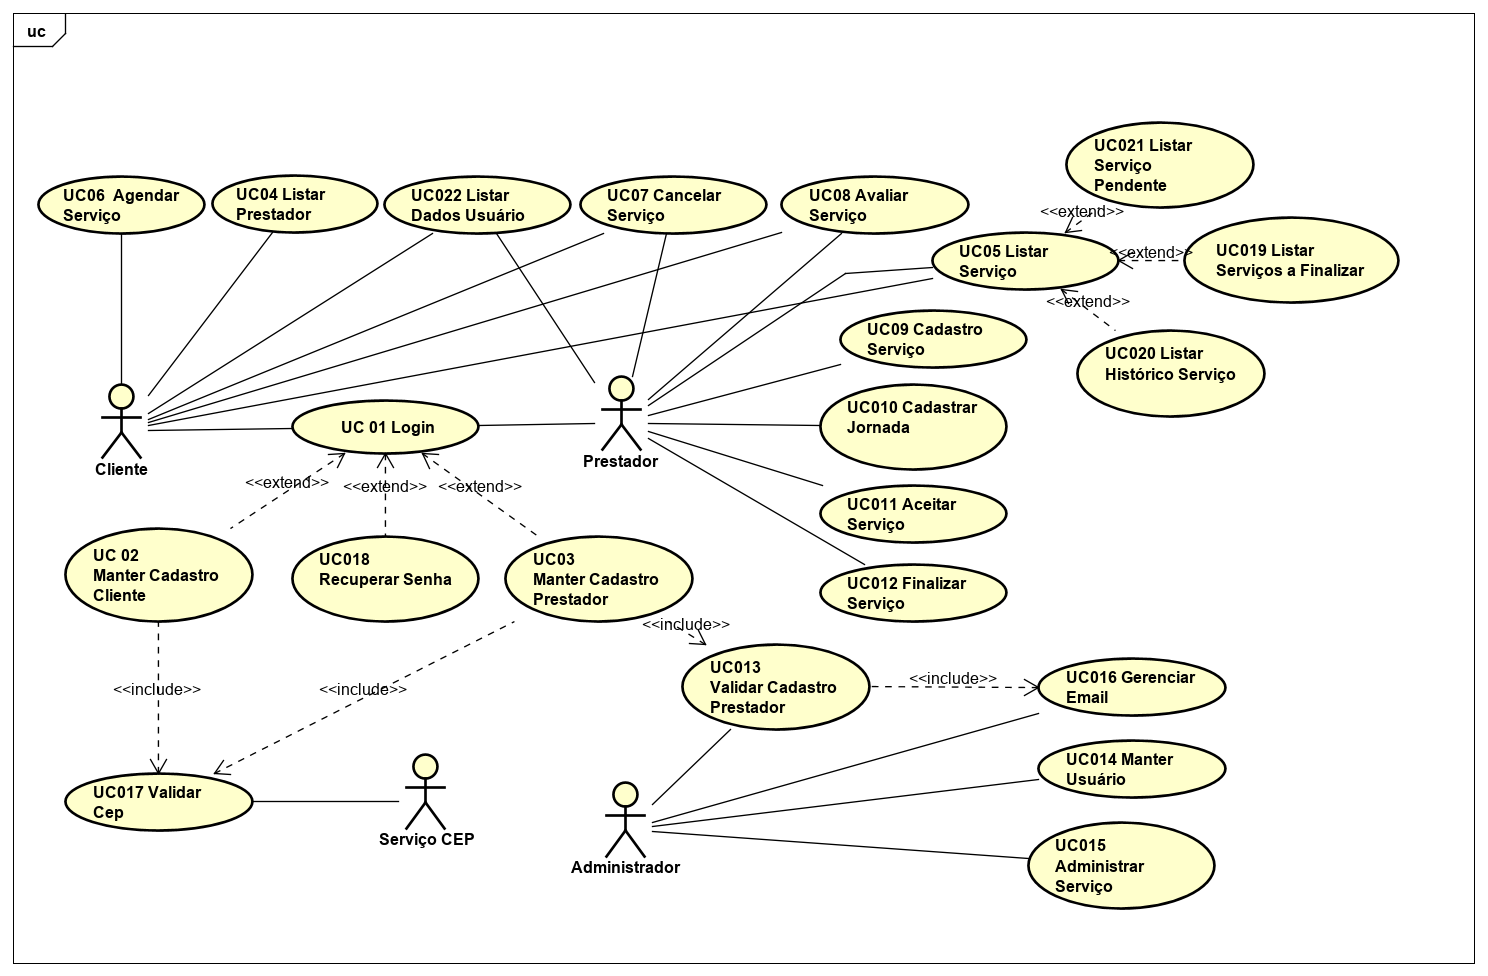 uc
UC021 Listar
Serviço
Pendente
UC06  Agendar
Serviço
UC04 Listar
Prestador
UC022 Listar
Dados Usuário
UC07 Cancelar
Serviço
UC08 Avaliar
Serviço
<<extend>>
UC05 Listar
Serviço
<<extend>>
UC019 Listar
Serviços a Finalizar
<<extend>>
UC09 Cadastro
Serviço
UC020 Listar
Histórico Serviço
UC010 Cadastrar
Jornada
Cliente
UC 01 Login
Prestador
<<extend>>
<<extend>>
<<extend>>
UC011 Aceitar
Serviço
UC 02
Manter Cadastro
Cliente
UC018
Recuperar Senha
UC03
Manter Cadastro
Prestador
UC012 Finalizar
Serviço
<<include>>
UC013
Validar Cadastro
Prestador
<<include>>
<<include>>
<<include>>
UC016 Gerenciar
Email
UC014 Manter
Usuário
UC017 Validar
Cep
Serviço CEP
Administrador
UC015
Administrar
Serviço